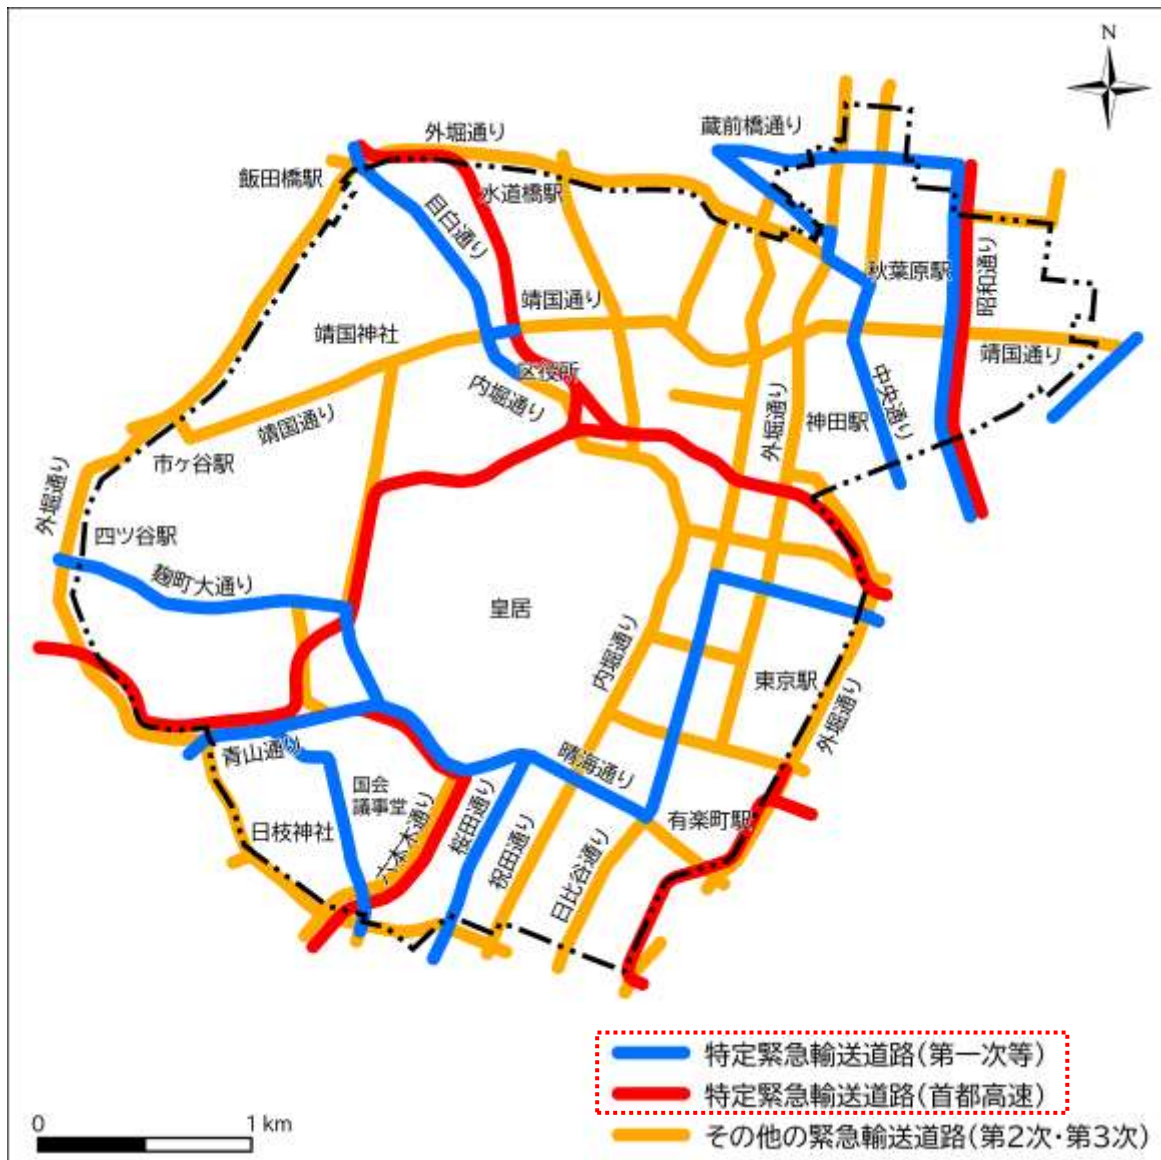 N
外堀通り
蔵前橋通り
飯田橋駅
水道橋駅
目白通り
秋葉原駅
昭和通り
靖国通り
靖国神社
靖国通り
区役所
内堀通り
中央通り
外堀通り
神田駅
靖国通り
市ヶ谷駅
外堀通り
四ツ谷駅
麹町大通り
皇居
内堀通り
東京駅
外堀通り
青山通り
晴海通り
国会
議事堂
日枝神社
六本木通り
桜田通り
祝田通り
日比谷通り
有楽町駅
特定緊急輸送道路(第一次等)
特定緊急輸送道路(首都高速)
その他の緊急輸送道路(第2次・第3次)
0 1 km